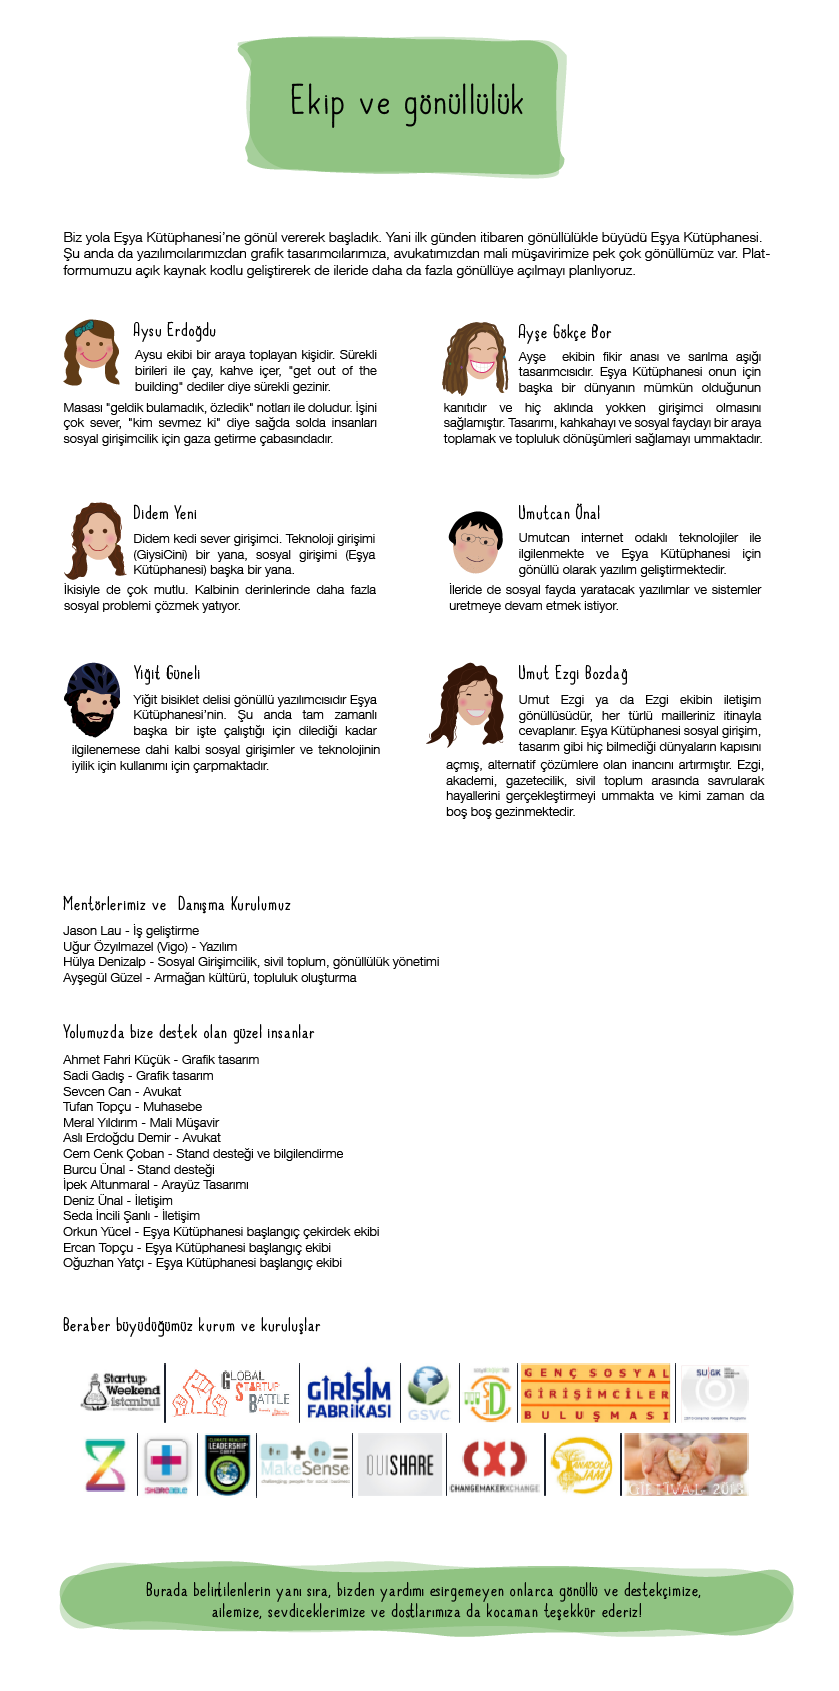 Ekip ve gönüllülük
Biz yola Eşya Kütüphanesi'ne gönül vererek başladık. Yani ilk günden itibaren gönüllülükle büyüdü Eşya Kütüphanesi.
Şu anda da yazılımcılarımızdan grafik tasarımcılarımıza, avukatımızdan mali müşavirimize pek çok gönüllümüz var. Plat-
formumuzu açık kaynak kodlu geliştirerek de ileride daha da fazla gönüllüye açılmayı planlıyoruz.
Aysu Erdoğdu
Aysu ekibi bir araya toplayan kişidir. Sürekli
birileri ile çay, kahve içer, "get out of the
building" dediler diye sürekli gezinir.
Masası "geldik bulamadık, özledik" notları ile doludur. İşini
çok sever, "kim sevmez ki" diye sağda solda insanları
sosyal girişimcilik için gaza getirme çabasındadır.
Ayşe Gökçe Bor
Ayşe ekibin fikir anası ve sarılma aşığı
tasarımcısıdır. Eşya Kütüphanesi onun için
başka bir dünyanın mümkün olduğunun
kanıtıdır ve hiç aklında yokken girişimci olmasını
sağlamıştır. Tasarımı, kahkahayı ve sosyal faydayı bir araya
toplamak ve topluluk dönüşümleri sağlamayı ummaktadır.
Didem Yeni
Didem kedi sever girişimci. Teknoloji girişimi
(GiysiCini) bir yana, sosyal girişimi (Eşya
Kütüphanesi) başka bir yana.
İkisiyle de çok mutlu. Kalbinin derinlerinde daha fazla
sosyal problemi çözmek yatıyor.
Umutcan Ünal
Umutcan internet odaklı teknolojiler ile
ilgilenmekte ve Eşya Kütüphanesi için
gönüllü olarak yazılım geliştirmektedir.
İleride de sosyal fayda yaratacak yazılımlar ve sistemler
uretmeye devam etmek istiyor.
Yiğit Güneli
Yiğit bisiklet delisi gönüllü yazılımcısıdır Eşya
Kütüphanesi'nin. Şu anda tam zamanlı
başka bir işte çalıştığı için dilediği kadar
ilgilenemese dahi kalbi sosyal girişimler ve teknolojinin
iyilik için kullanımı için çarpmaktadır.
Umut Ezgi Bozdağ
Umut Ezgi ya da Ezgi ekibin iletişim
gönüllüsüdür, her türlü mailleriniz itinayla
cevaplanır. Eşya Kütüphanesi sosyal girişim,
tasarım gibi hiç bilmediği dünyaların kapısını
açmış, alternatif çözümlere olan inancını artırmıştır. Ezgi,
akademi, gazetecilik, sivil toplum arasında savrularak
hayallerini gerçekleştirmeyi ummakta ve kimi zaman da
boş boş gezinmektedir.
Mentörlerimiz ve Danışma Kurulumuz
Jason Lau - İş geliştirme
Uğur Özyılmazel (Vigo) - Yazılım
Hülya Denizalp - Sosyal Girişimcilik, sivil toplum, gönüllülük yönetimi
Ayşegül Güzel - Armağan kültürü, topluluk oluşturma
Yolumuzda bize destek olan güzel insanlar
Ahmet Fahri Küçük - Grafik tasarım
Sadi Gadış - Grafik tasarım
Sevcen Can - Avukat
Tufan Topçu - Muhasebe
Meral Yıldırım - Mali Müşavir
Aslı Erdoğdu Demir - Avukat
Cem Cenk Çoban - Stand desteği ve bilgilendirme
Burcu Ünal - Stand desteği
İpek Altunmaral - Arayüz Tasarımı
Deniz Ünal - İletişim
Seda İncili Şanlı - İletişim
Orkun Yücel - Eşya Kütüphanesi başlangıç çekirdek ekibi
Ercan Topçu - Eşya Kütüphanesi başlangıç ekibi
Oğuzhan Yatçı - Eşya Kütüphanesi başlangıç ekibi
Beraber büyüdüğümüz kurum ve kuruluşlar
Startup
Weekend
istanbul
GLOBAL
STARTUP
BATTLE
GİRİŞİM
FABRİKASI
GSVC
GENÇ SOSYAL
GİRİŞİMCİLER
BULUŞMASI
SU GK
SHAREABLE
CLIMATE REALITY
LEADERSHIP
CORPS
MakeSense
challenging people for social business
OUISHARE
CHANGEMAKERXCHANGE
ANADOLU
JAM
GIFTIVAL 2013
Burada belirtilenlerin yanı sıra, bizden yardımı esirgemeyen onlarca gönüllü ve destekçimize,
ailemize, sevdiceklerimize ve dostlarımıza da kocaman teşekkür ederiz!